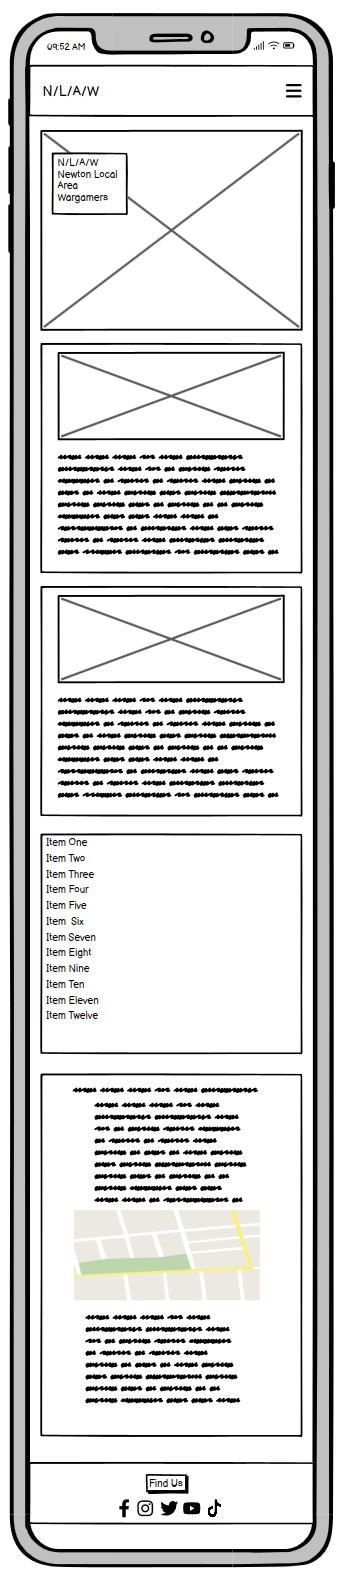 09:52 AM
N/L/A/W
N/L/A/W
Newton Local
Area
Wargamers
Item One
Item Two
Item Three
Item Four
Item Five
Item  Six
Item Seven
Item Eight
Item Nine
Item Ten
Item Eleven
Item Twelve
Find Us